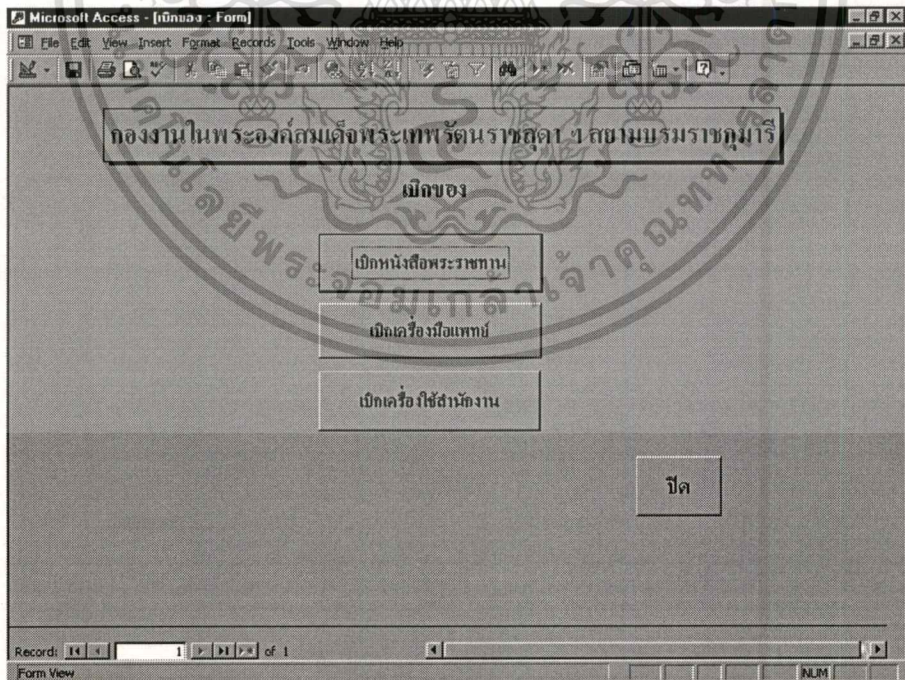 Microsoft Access - [เบิกของ : Form]
File Edit View Insert Format Records Tools Window Help
กองงานในพระองค์สมเด็จพระเทพรัตนราชสุดา ฯ สยามบรมราชกุมารี
เบิกของ
เบิกหนังสือพระราชทาน
เบิกเครื่องมือแพทย์
เบิกเครื่องใช้สำนักงาน
ปิด
Record: 1 of 1
Form View NUM